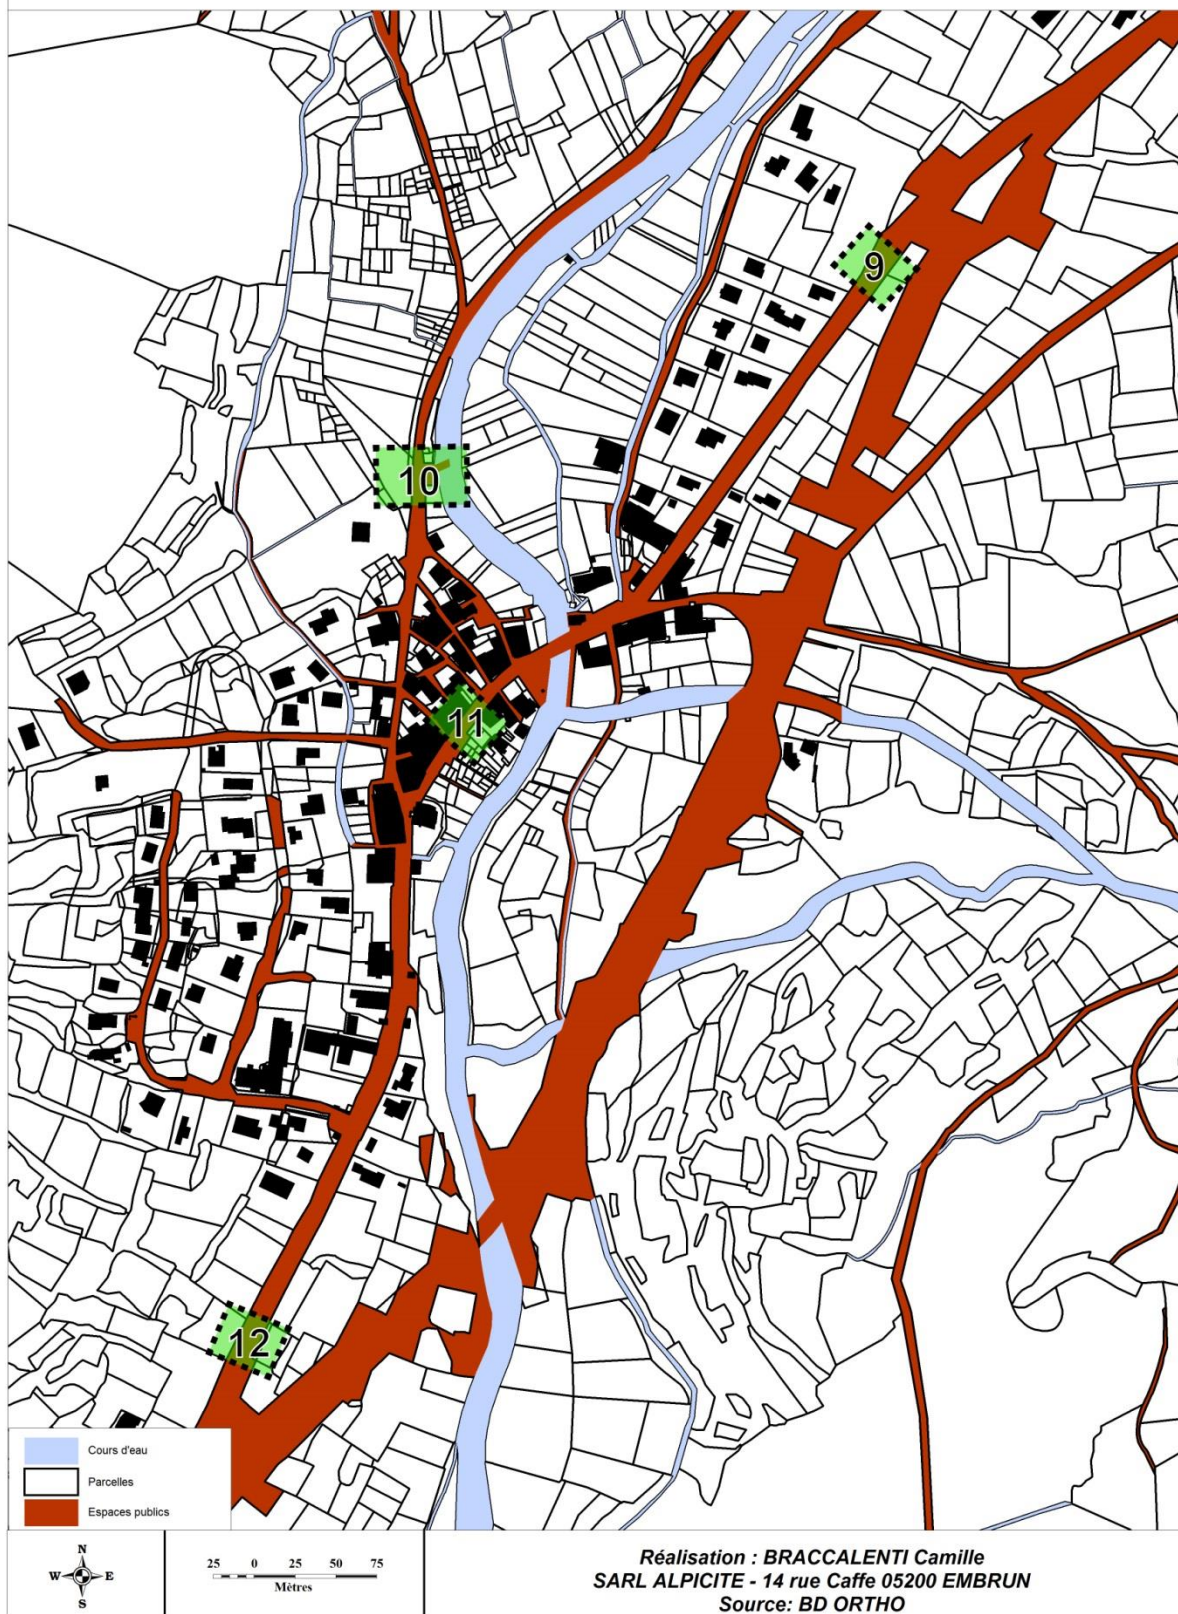 9
10
11
12
Cours d'eau
Parcelles
Espaces publics
N
W E
S
25 0 25 50 75
Mètres
Réalisation : BRACCALENTI Camille
SARL ALPICITE - 14 rue Caffe 05200 EMBRUN
Source: BD ORTHO